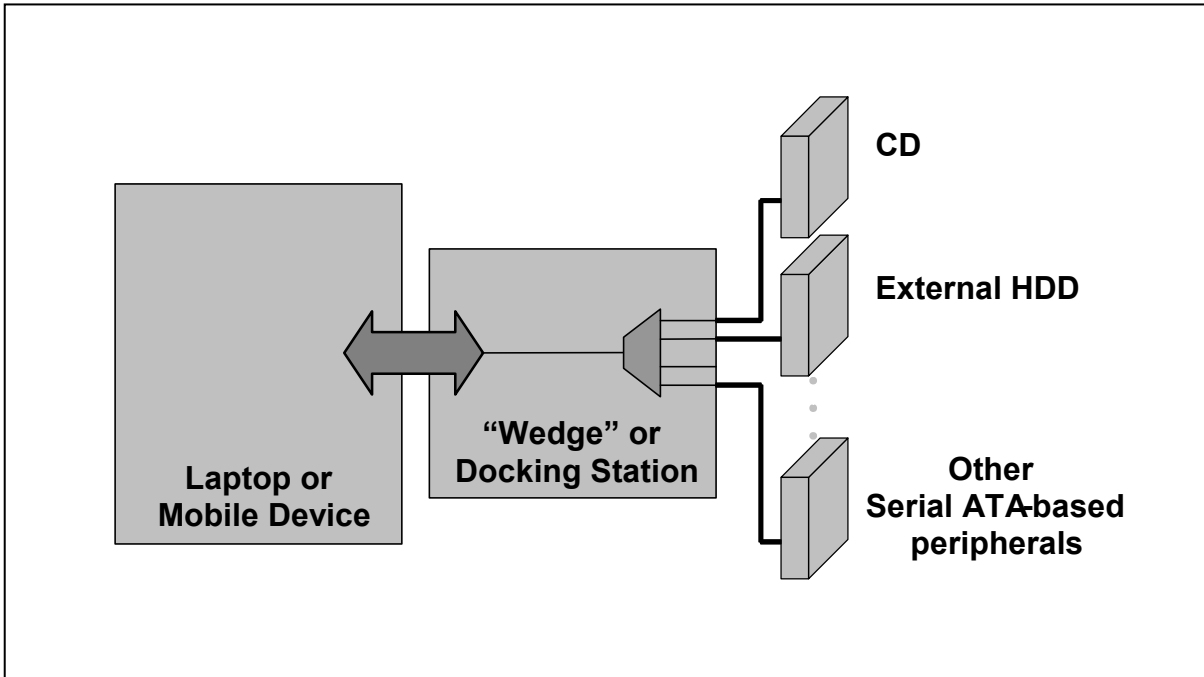 CD
External HDD
“Wedge” or
Docking Station
Laptop or
Mobile Device
Other
Serial ATA-based
peripherals